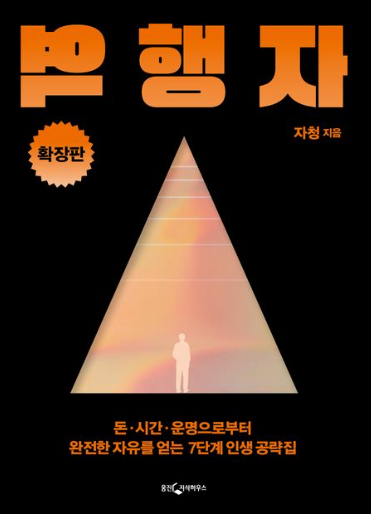 역행자
자청 지음
확장판
돈·시간·운명으로부터
완전한 자유를 얻는 7단계 인생 공략집
웅진 지식하우스